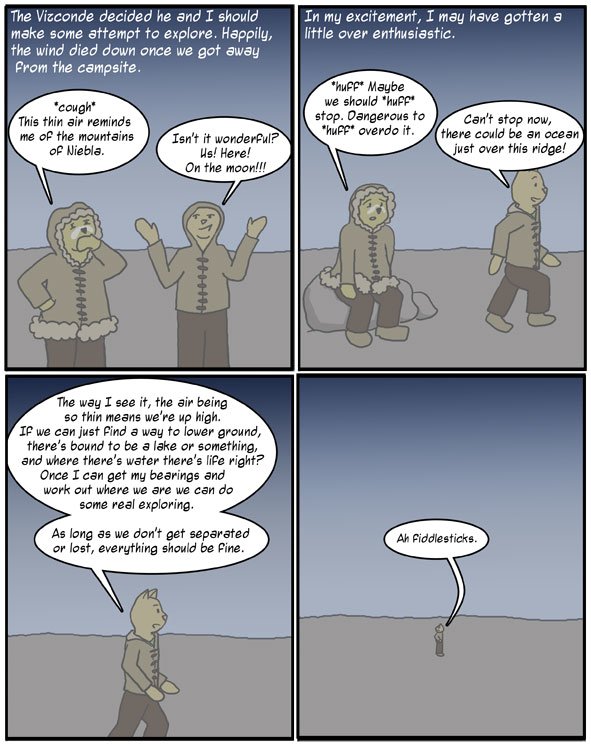 The Vizconde decided he and I should
make some attempt to explore. Happily,
the wind died down once we got away
from the campsite.
*cough*
This thin air reminds
me of the mountains
of Niebla.
Isn't it wonderful?
Us! Here!
On the moon!!!
In my excitement, I may have gotten a
little over enthusiastic.
*huff* Maybe
we should *huff*
stop. Dangerous to
*huff* overdo it.
Can't stop now,
there could be an ocean
just over this ridge!
The way I see it, the air being
so thin means we're up high.
If we can just find a way to lower ground,
there's bound to be a lake or something,
and where there's water there's life right?
Once I can get my bearings and
work out where we are we can do
some real exploring.
As long as we don't get separated
or lost, everything should be fine.
Ah fiddlesticks.